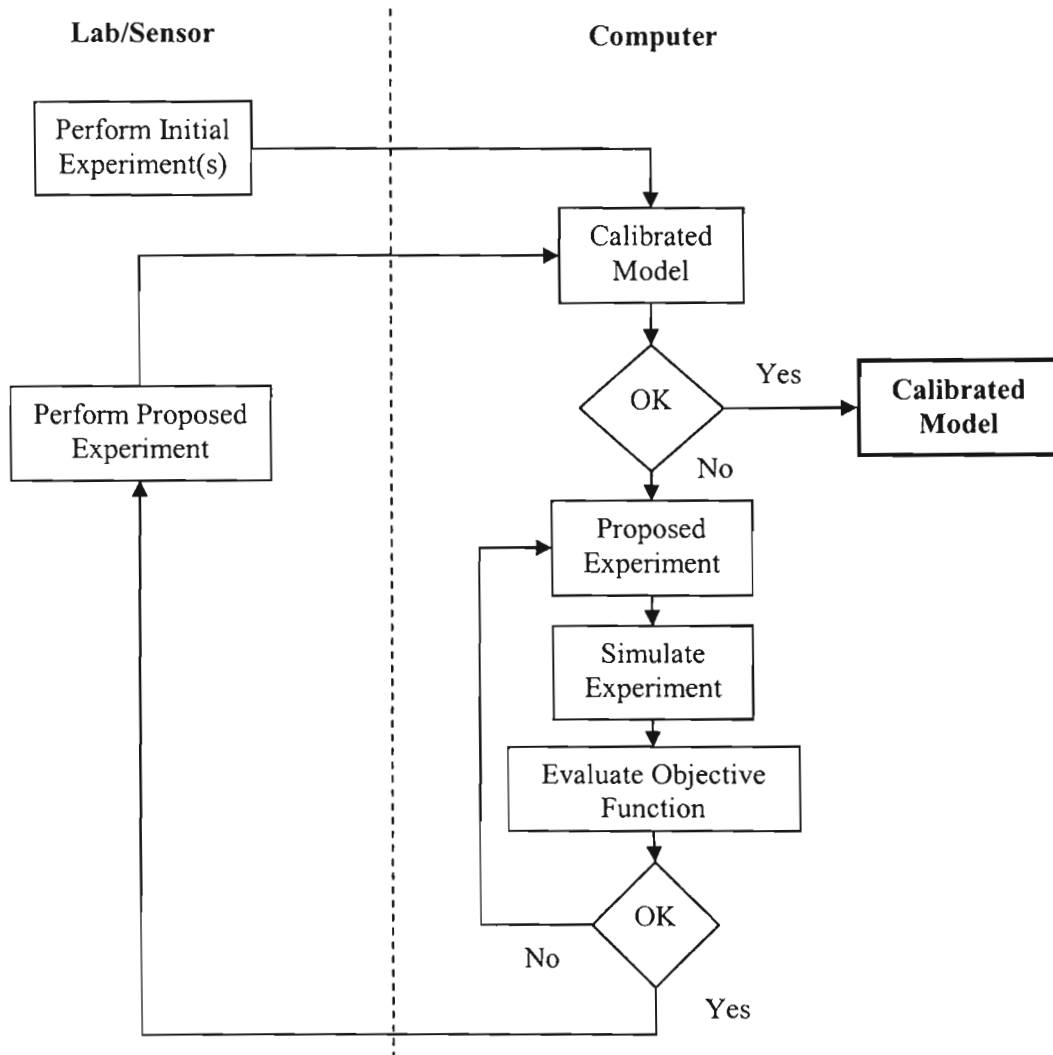 Lab/Sensor
Computer
Perform Initial
Experiment(s)
Calibrated
Model
OK
Yes
Calibrated
Model
No
Perform Proposed
Experiment
Proposed
Experiment
Simulate
Experiment
Evaluate Objective
Function
OK
No
Yes